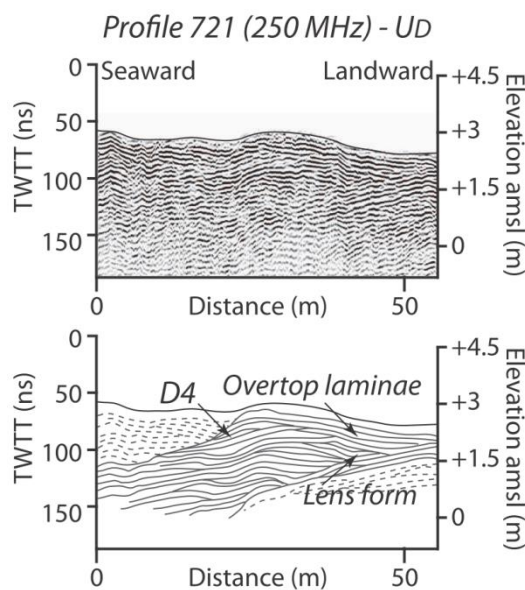 Profile 721 (250 MHz) - UD
Seaward Landward
0
50
100
150
TWTT (ns)
+4.5
+3
+1.5
0
Elevation amsl (m)
0 50
Distance (m)
0
50
100
150
TWTT (ns)
D4 Overtop laminae
Lens form
+4.5
+3
+1.5
0
Elevation amsl (m)
0 50
Distance (m)